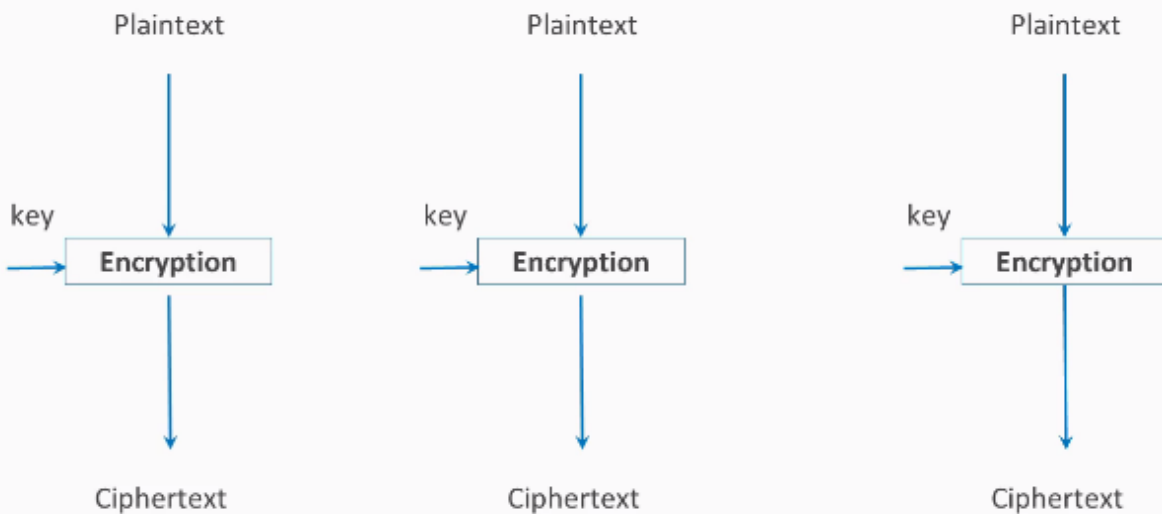 Plaintext Plaintext Plaintext
key key key
Encryption Encryption Encryption
Ciphertext Ciphertext Ciphertext